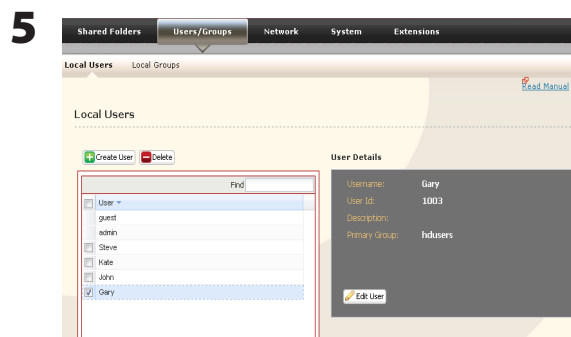 5
Shared Folders Users/Groups Network System Extensions
Local Users Local Groups
Read Manual
Local Users
Create User Delete
User Details
Find
User
guest
admin
Steve
Kate
John
Gary
Username: Gary
User Id: 1003
Description:
Primary Group: hdusers
Edit User